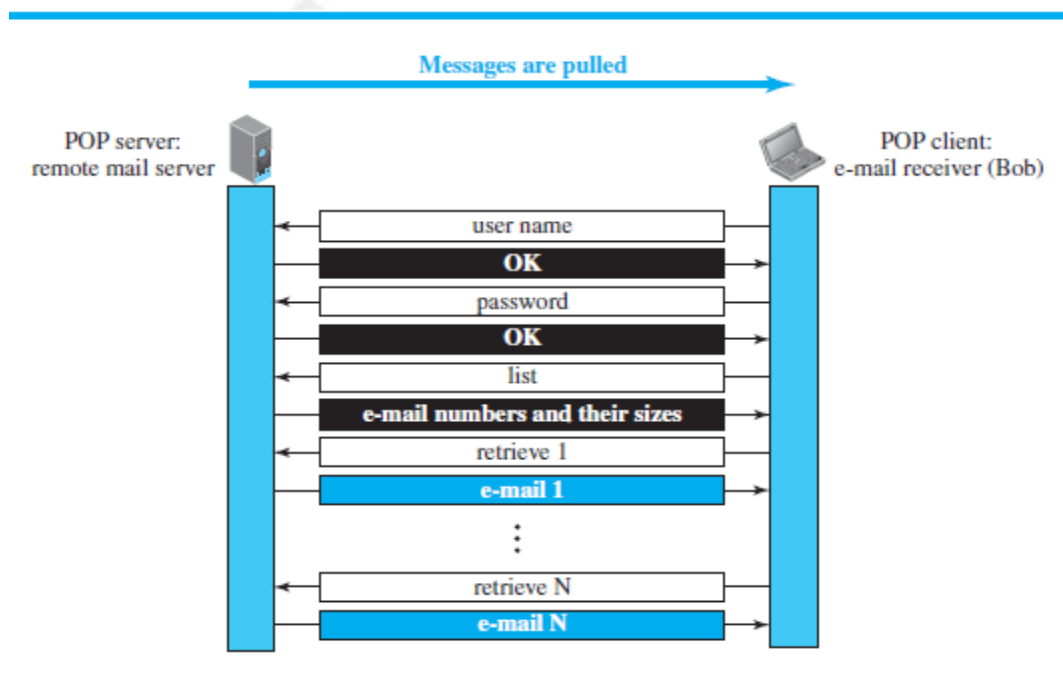 Messages are pulled
POP server:
remote mail server
POP client:
e-mail receiver (Bob)
user name
OK
password
OK
list
e-mail numbers and their sizes
retrieve 1
e-mail 1
retrieve N
e-mail N